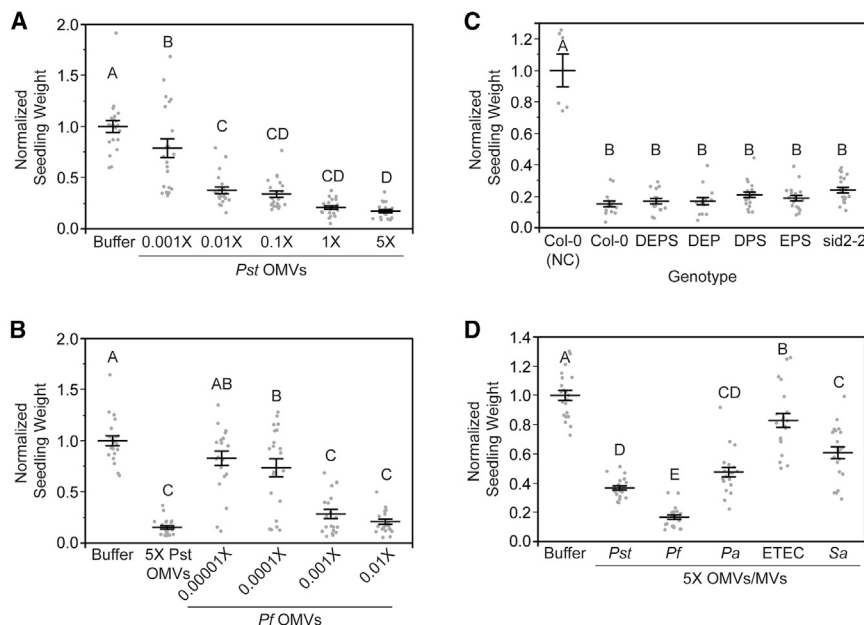 A
Normalized
Seedling Weight
2.0
1.5
1.0
0.5
0.0
A
B
C
CD
CD
D
Buffer 0.001X 0.01X 0.1X 1X 5X
Pst OMVs
B
Normalized
Seedling Weight
2.0
1.5
1.0
0.5
0.0
A
C
AB
B
C
C
Buffer 5X Pst OMVs 0.00001X 0.0001X 0.001X 0.01X
Pf OMVs
C
Normalized
Seedling Weight
1.2
1.0
0.8
0.6
0.4
0.2
0.0
A
B B B B B B
Col-0 (NC) Col-0 DEPS DEP DPS EPS sid2-2
Genotype
D
Normalized
Seedling Weight
1.4
1.2
1.0
0.8
0.6
0.4
0.2
0.0
A
D
E
CD
B
C
Buffer Pst Pf Pa ETEC Sa
5X OMVs/MVs